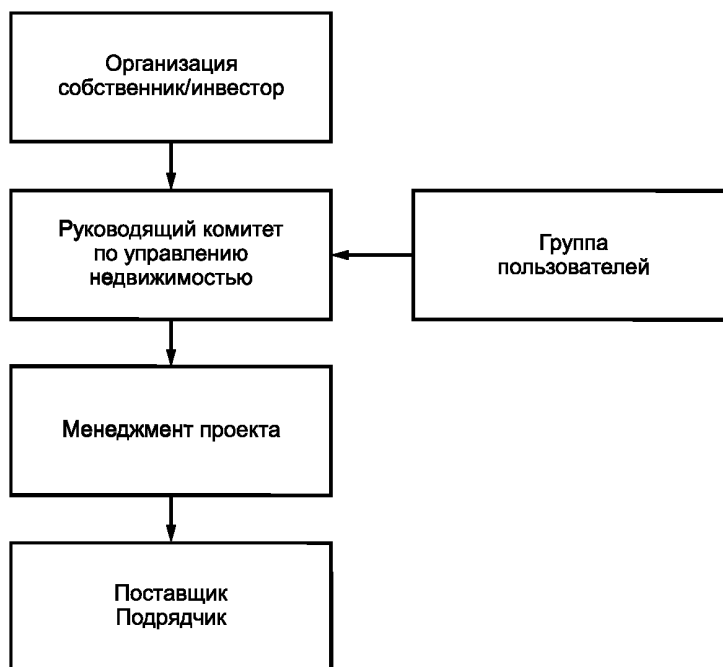 Организация
собственник/инвестор
Руководящий комитет
по управлению
недвижимостью
Группа
пользователей
Менеджмент проекта
Поставщик
Подрядчик